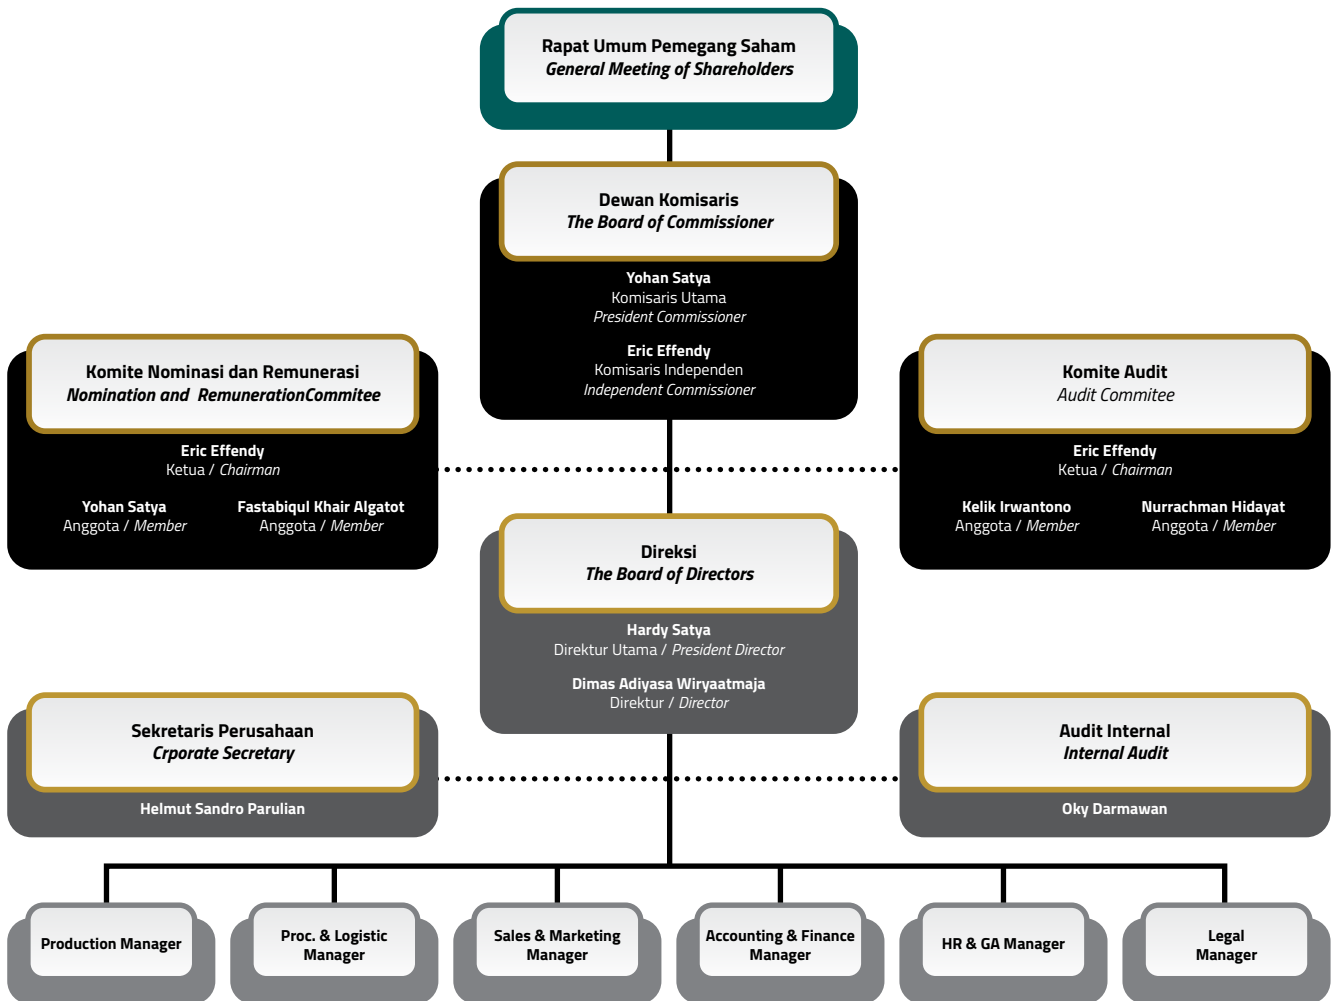 Rapat Umum Pemegang Saham
General Meeting of Shareholders
Dewan Komisaris
The Board of Commissioner
Yohan Satya
Komisaris Utama
President Commissioner
Eric Effendy
Komisaris Independen
Independent Commissioner
Komite Nominasi dan Remunerasi
Nomination and RemunerationCommitee
Eric Effendy
Ketua / Chairman
Yohan Satya
Anggota / Member
Fastabiqul Khair Algatot
Anggota / Member
Komite Audit
Audit Commitee
Eric Effendy
Ketua / Chairman
Kelik Irwantono
Anggota / Member
Nurrachman Hidayat
Anggota / Member
Direksi
The Board of Directors
Hardy Satya
Direktur Utama / President Director
Dimas Adiyasa Wiryaatmaja
Direktur / Director
Sekretaris Perusahaan
Crporate Secretary
Helmut Sandro Parulian
Audit Internal
Internal Audit
Oky Darmawan
Production Manager
Proc. & Logistic
Manager
Sales & Marketing
Manager
Accounting & Finance
Manager
HR & GA Manager
Legal
Manager